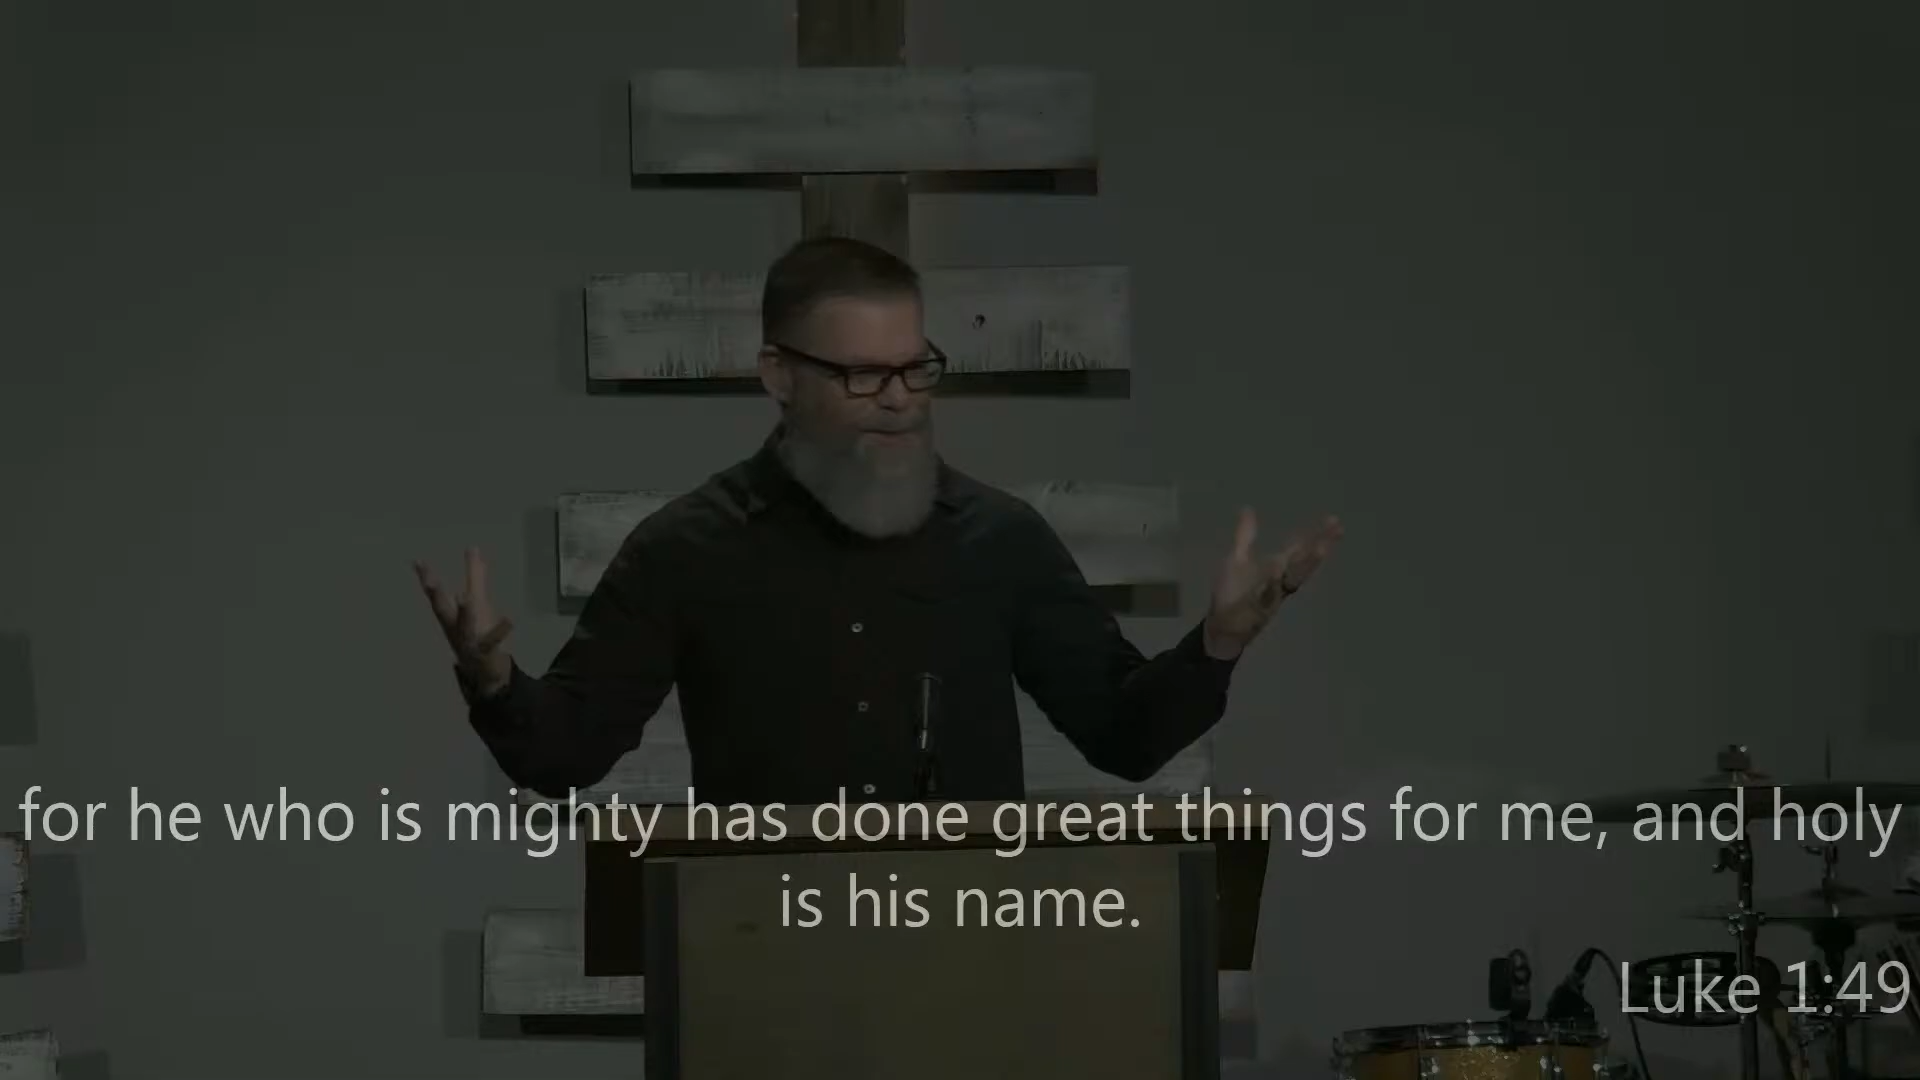 for he who is mighty has done great things for me, and holy
is his name.
Luke 1:49